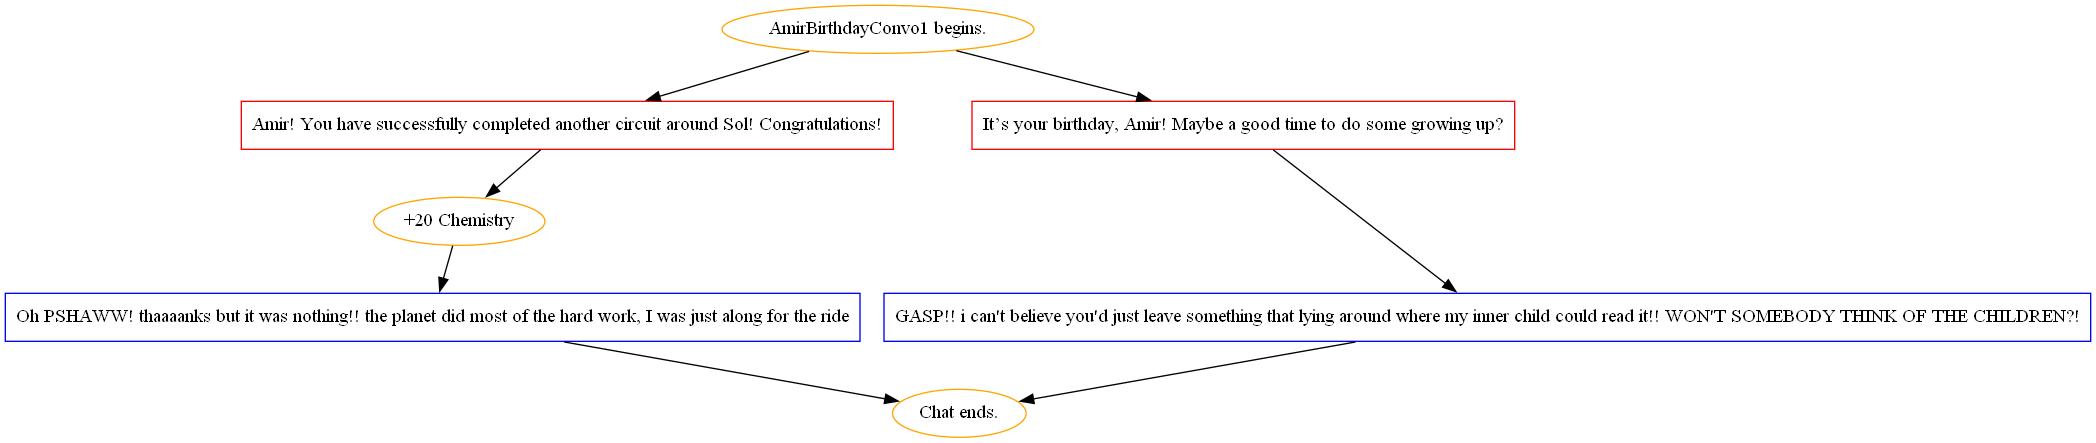 AmirBirthdayConvo1 begins.
Amir! You have successfully completed another circuit around Sol! Congratulations!
It’s your birthday, Amir! Maybe a good time to do some growing up?
+20 Chemistry
Oh PSHAWW! thaaaanks but it was nothing!! the planet did most of the hard work, I was just along for the ride
GASP!! i can't believe you'd just leave something that lying around where my inner child could read it!! WON'T SOMEBODY THINK OF THE CHILDREN?!
Chat ends.